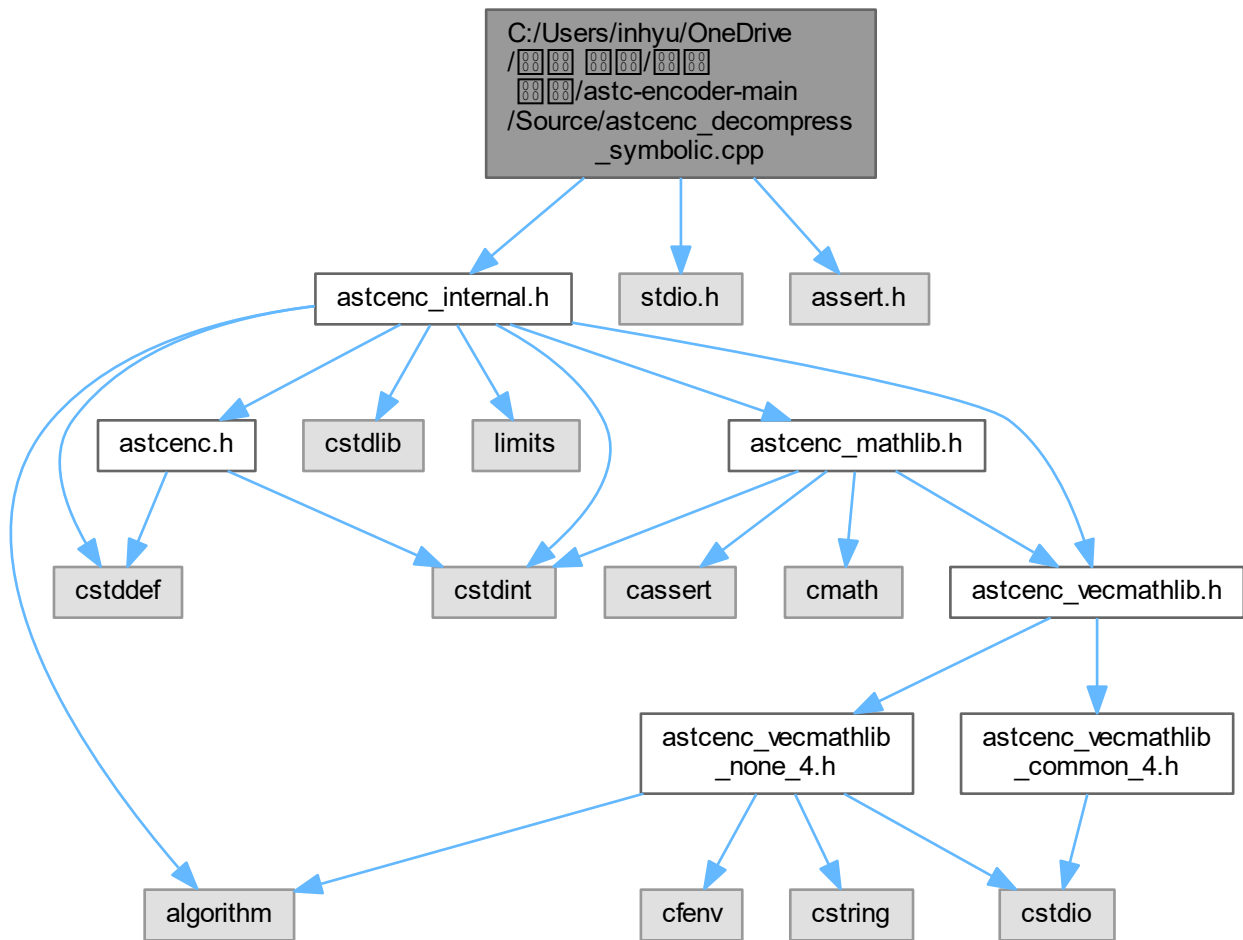 C:/Users/inhyu/OneDrive
/astc-encoder-main
/Source/astcenc_decompress
_symbolic.cpp
astcenc_internal.h
stdio.h
assert.h
astcenc.h
cstdlib
limits
astcenc_mathlib.h
cstddef
cstdint
cassert
cmath
astcenc_vecmathlib.h
astcenc_vecmathlib
_none_4.h
astcenc_vecmathlib
_common_4.h
algorithm
cfenv
cstring
cstdio